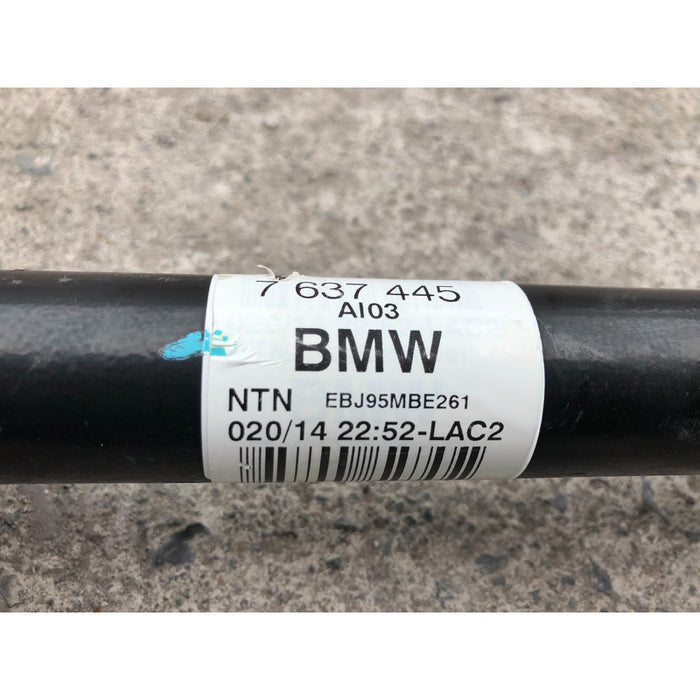 7 637 445
AI03
BMW
NTN EBJ95MBE261
020/14 22:52-LAC2